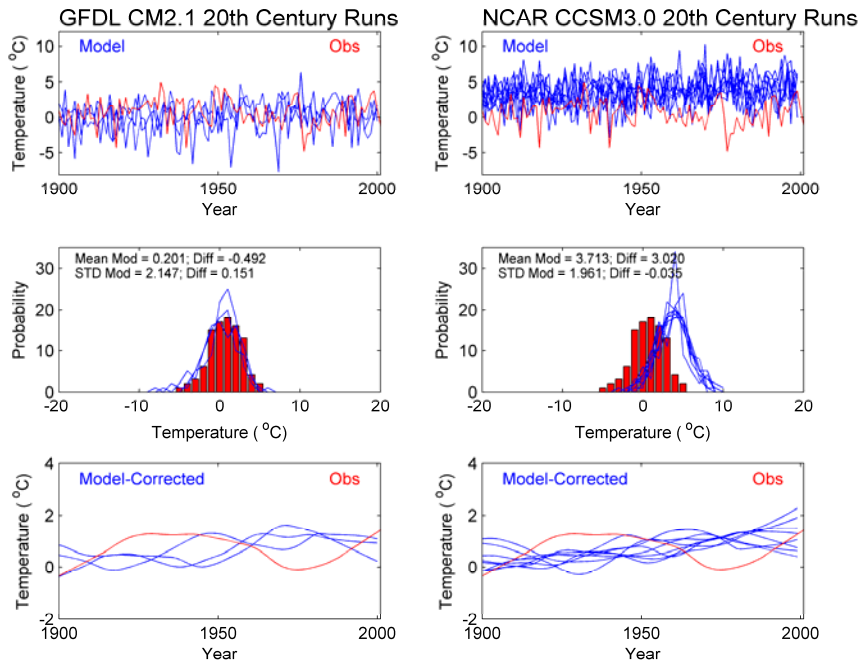 GFDL CM2.1 20th Century Runs
NCAR CCSM3.0 20th Century Runs
Model
Obs
Temperature ( °C)
10
5
0
-5
1900
1950
2000
Year
Model
Obs
Temperature ( °C)
10
5
0
-5
1900
1950
2000
Year
Mean Mod = 0.201; Diff = -0.492
STD Mod = 2.147; Diff = 0.151
Probability
30
20
10
0
-20
-10
0
10
20
Temperature ( °C)
Mean Mod = 3.713; Diff = 3.020
STD Mod = 1.961; Diff = -0.035
Probability
30
20
10
0
-20
-10
0
10
20
Temperature ( °C)
Model-Corrected
Obs
Temperature ( °C)
4
2
0
-2
1900
1950
2000
Year
Model-Corrected
Obs
Temperature ( °C)
4
2
0
-2
1900
1950
2000
Year